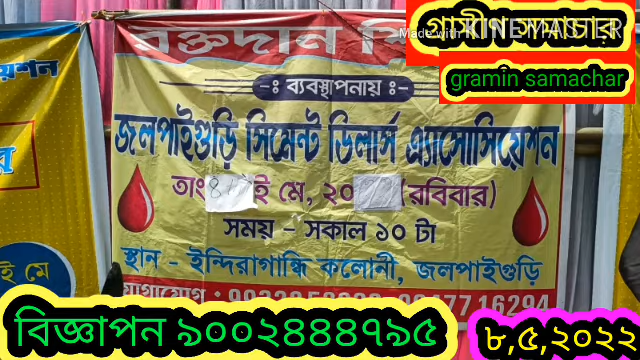 গ্রামীণ সমাচার
Made with KINEMASTER
gramin samachar
রক্তদান
-ঃ ব্যবস্থাপনায় ঃ-
জলপাইগুড়ি সিমেন্ট ডিলার্স এ্যাসোসিয়েশন
তাং ই মে, ২০ (রবিবার)
সময় – সকাল ১০ টা
স্থান - ইন্দিরাগান্ধি কলোনী, জলপাইগুড়ি
যোগাযোগ :
ই মে
বিজ্ঞাপন ৯০০২৪৪৪৭৯৫
৮,৫,২০২২